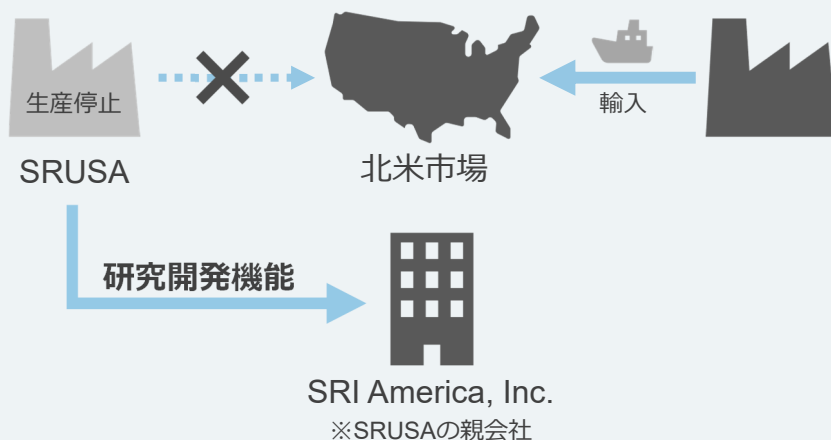 生産停止
輸入
SRUSA
北米市場
研究開発機能
SRI America, Inc.
※SRUSAの親会社